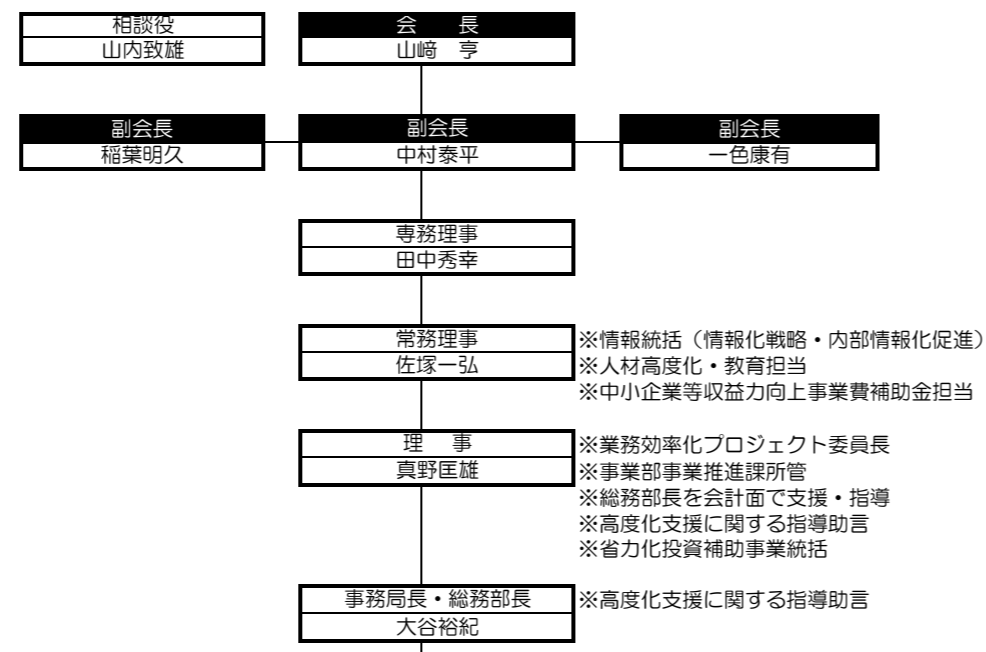 相談役
山内致雄
会　長
山﨑　亨
副会長
稲葉明久
副会長
中村泰平
副会長
一色康有
専務理事
田中秀幸
常務理事
佐塚一弘
※情報統括（情報化戦略・内部情報化促進）
※人材高度化・教育担当
※中小企業等収益力向上事業費補助金担当
理　事
真野匡雄
※業務効率化プロジェクト委員長
※事業部事業推進課所管
※総務部長を会計面で支援・指導
※高度化支援に関する指導助言
※省力化投資補助事業統括
事務局長・総務部長
大谷裕紀
※高度化支援に関する指導助言